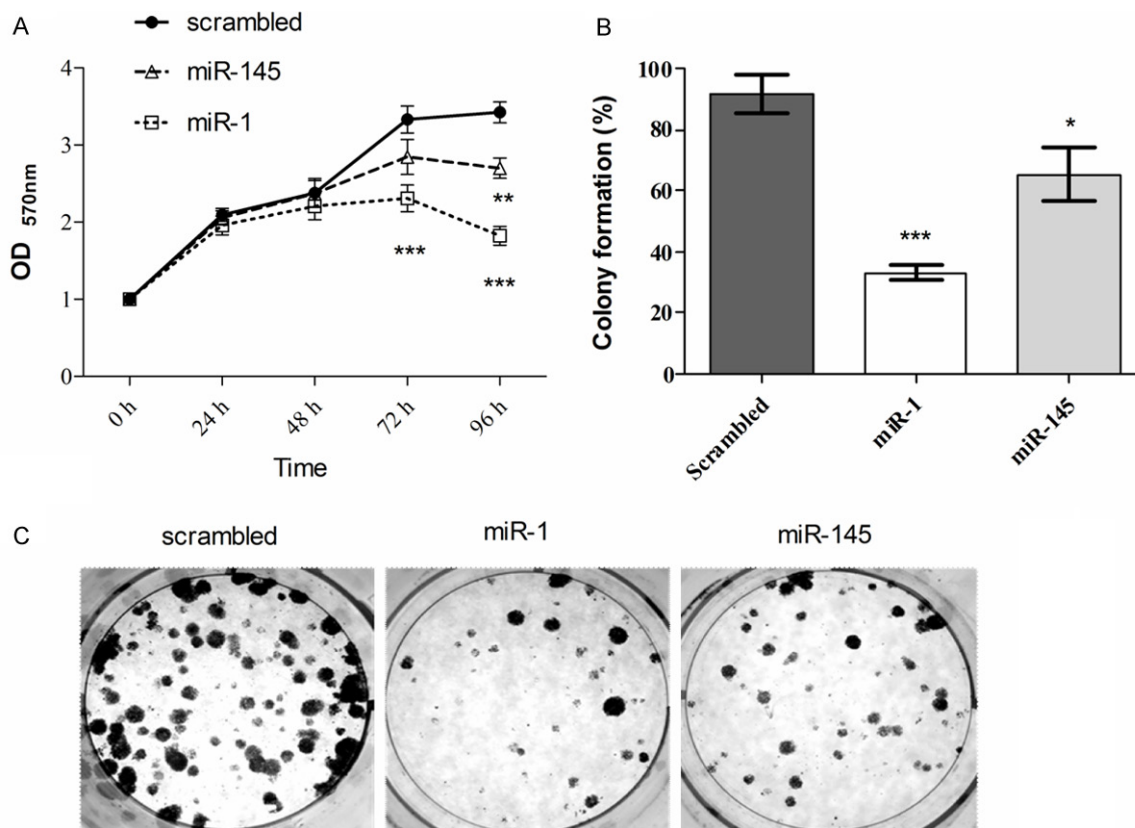 A
scrambled
miR-145
miR-1
OD 570nm
4
3
2
1
0
**
***
***
0 h
24 h
48 h
72 h
96 h
Time
B
Colony formation (%)
100
80
60
40
20
0
***
*
Scrambled
miR-1
miR-145
C
scrambled
miR-1
miR-145